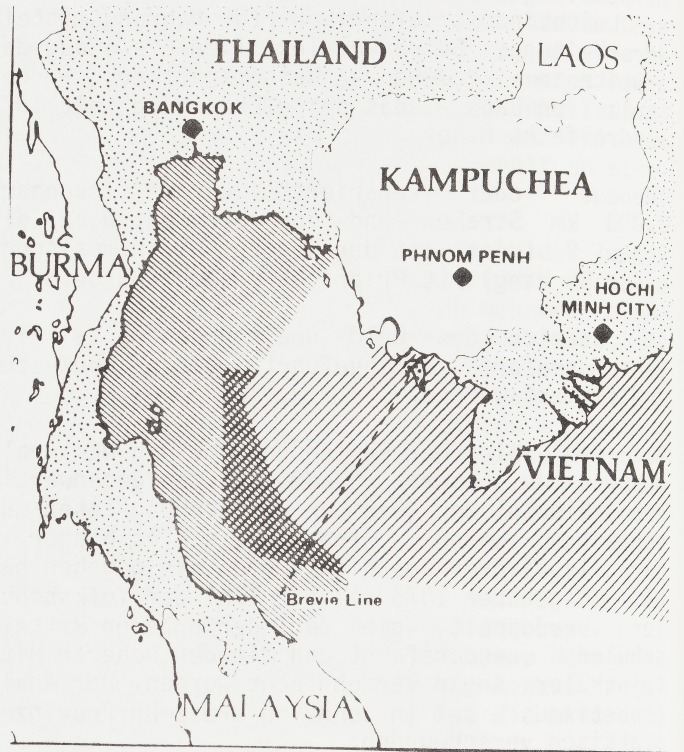 THAILAND
LAOS
BANGKOK
KAMPUCHEA
BURMA
PHNOM PENH
HO CHI
MINH CITY
VIETNAM
Brevie Line
MALAYSIA